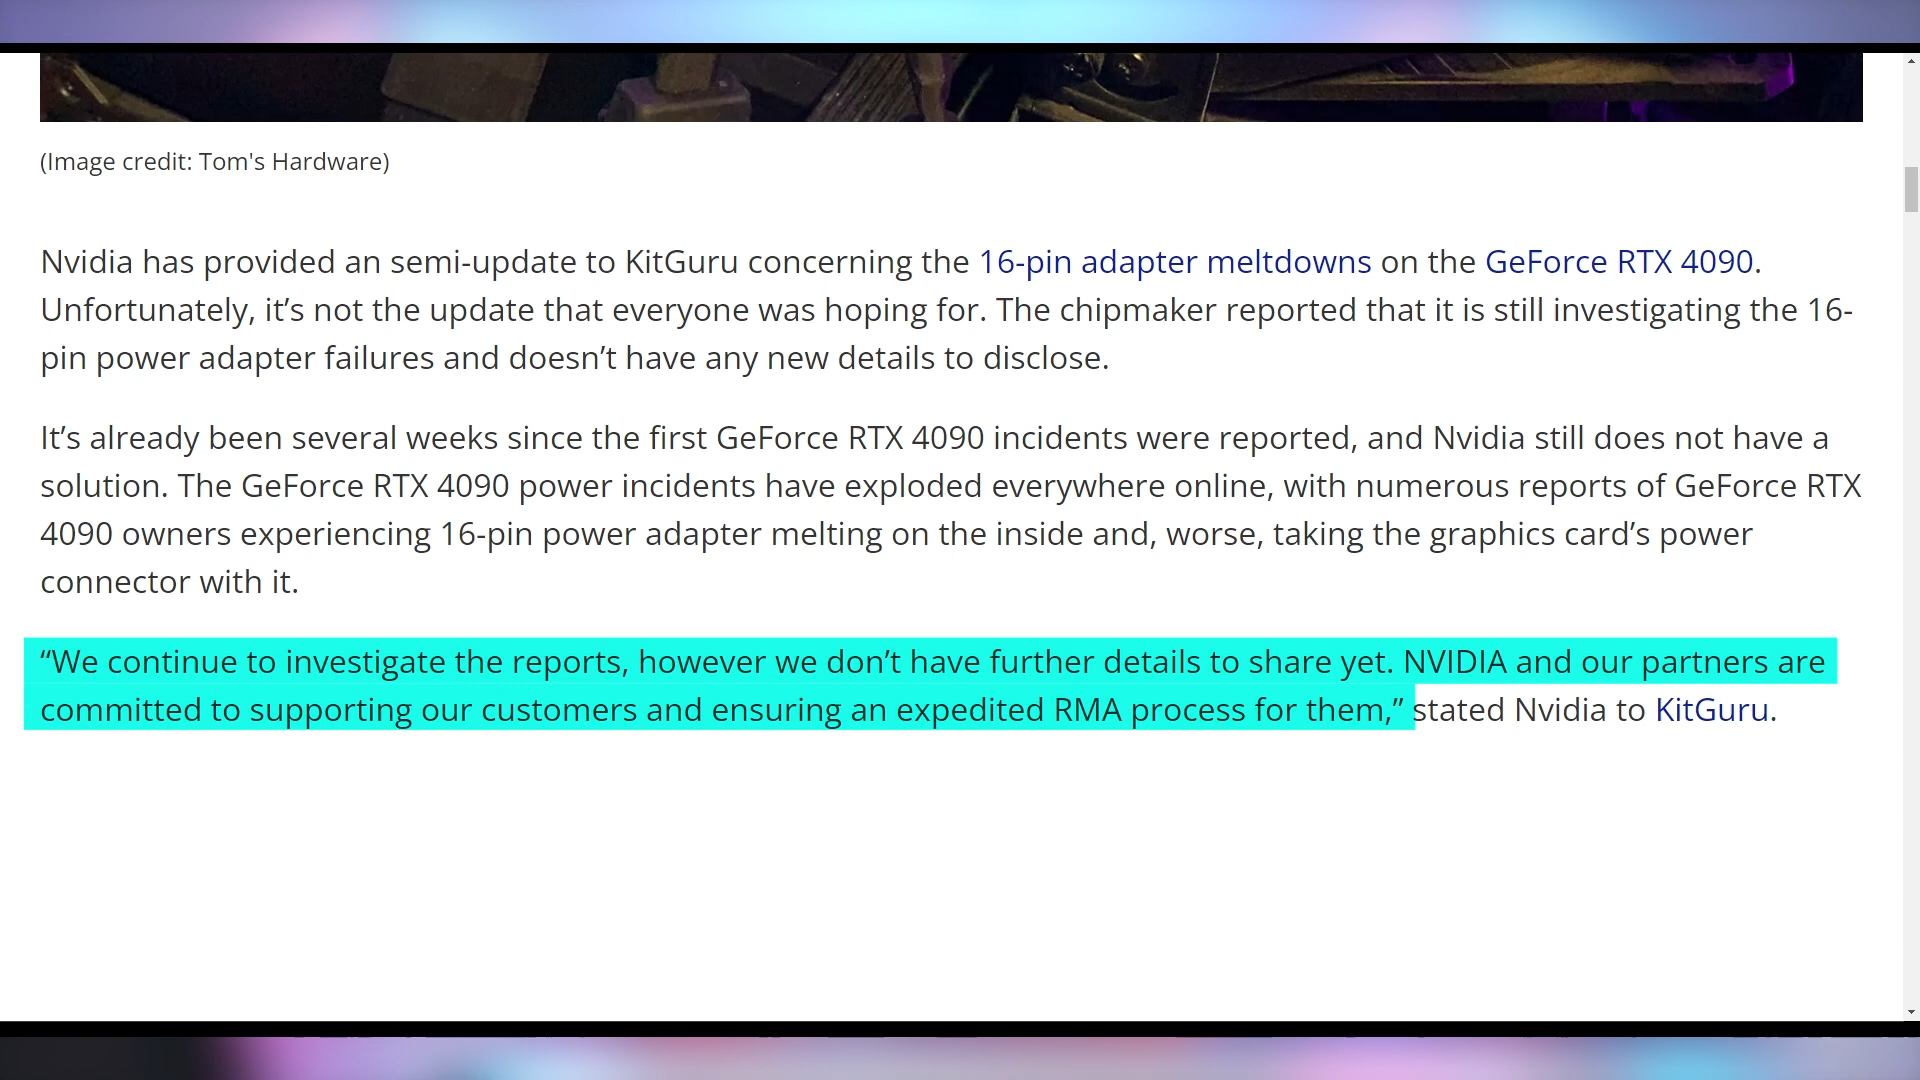 (Image credit: Tom's Hardware)
Nvidia has provided an semi-update to KitGuru concerning the 16-pin adapter meltdowns on the GeForce RTX 4090.
Unfortunately, it’s not the update that everyone was hoping for. The chipmaker reported that it is still investigating the 16-
pin power adapter failures and doesn’t have any new details to disclose.
It’s already been several weeks since the first GeForce RTX 4090 incidents were reported, and Nvidia still does not have a
solution. The GeForce RTX 4090 power incidents have exploded everywhere online, with numerous reports of GeForce RTX
4090 owners experiencing 16-pin power adapter melting on the inside and, worse, taking the graphics card’s power
connector with it.
“We continue to investigate the reports, however we don’t have further details to share yet. NVIDIA and our partners are
committed to supporting our customers and ensuring an expedited RMA process for them,” stated Nvidia to KitGuru.